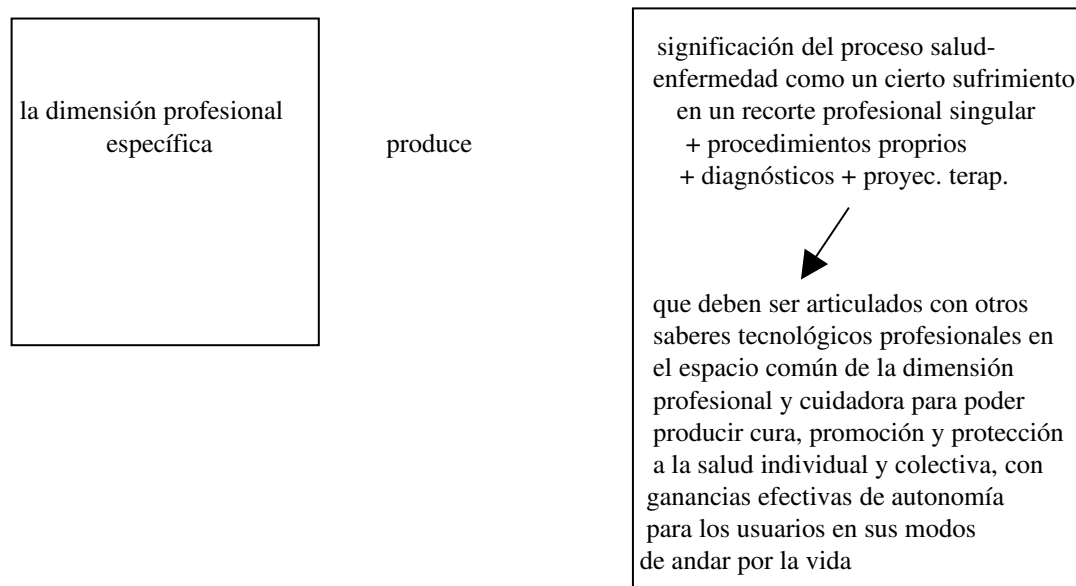 la dimensión profesional
específica
produce
significación del proceso salud-
enfermedad como un cierto sufrimiento
en un recorte profesional singular
+ procedimientos proprios
+ diagnósticos + proyec. terap.
que deben ser articulados con otros
saberes tecnológicos profesionales en
el espacio común de la dimensión
profesional y cuidadora para poder
producir cura, promoción y protección
a la salud individual y colectiva, con
ganancias efectivas de autonomía
para los usuarios en sus modos
de andar por la vida